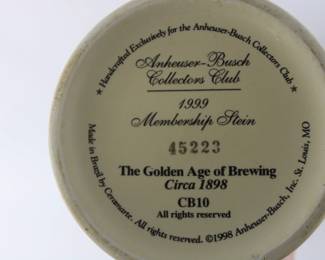 ★ Handcrafted Exclusively for the Anheuser-Busch Collectors Club ★
Anheuser-Busch
Collectors Club
1999
Membership Stein
45223
The Golden Age of Brewing
Circa 1898
CB10
All rights reserved
Made in Brazil by Ceramarte. All rights reserved. ©1998 Anheuser-Busch, Inc. St. Louis, MO